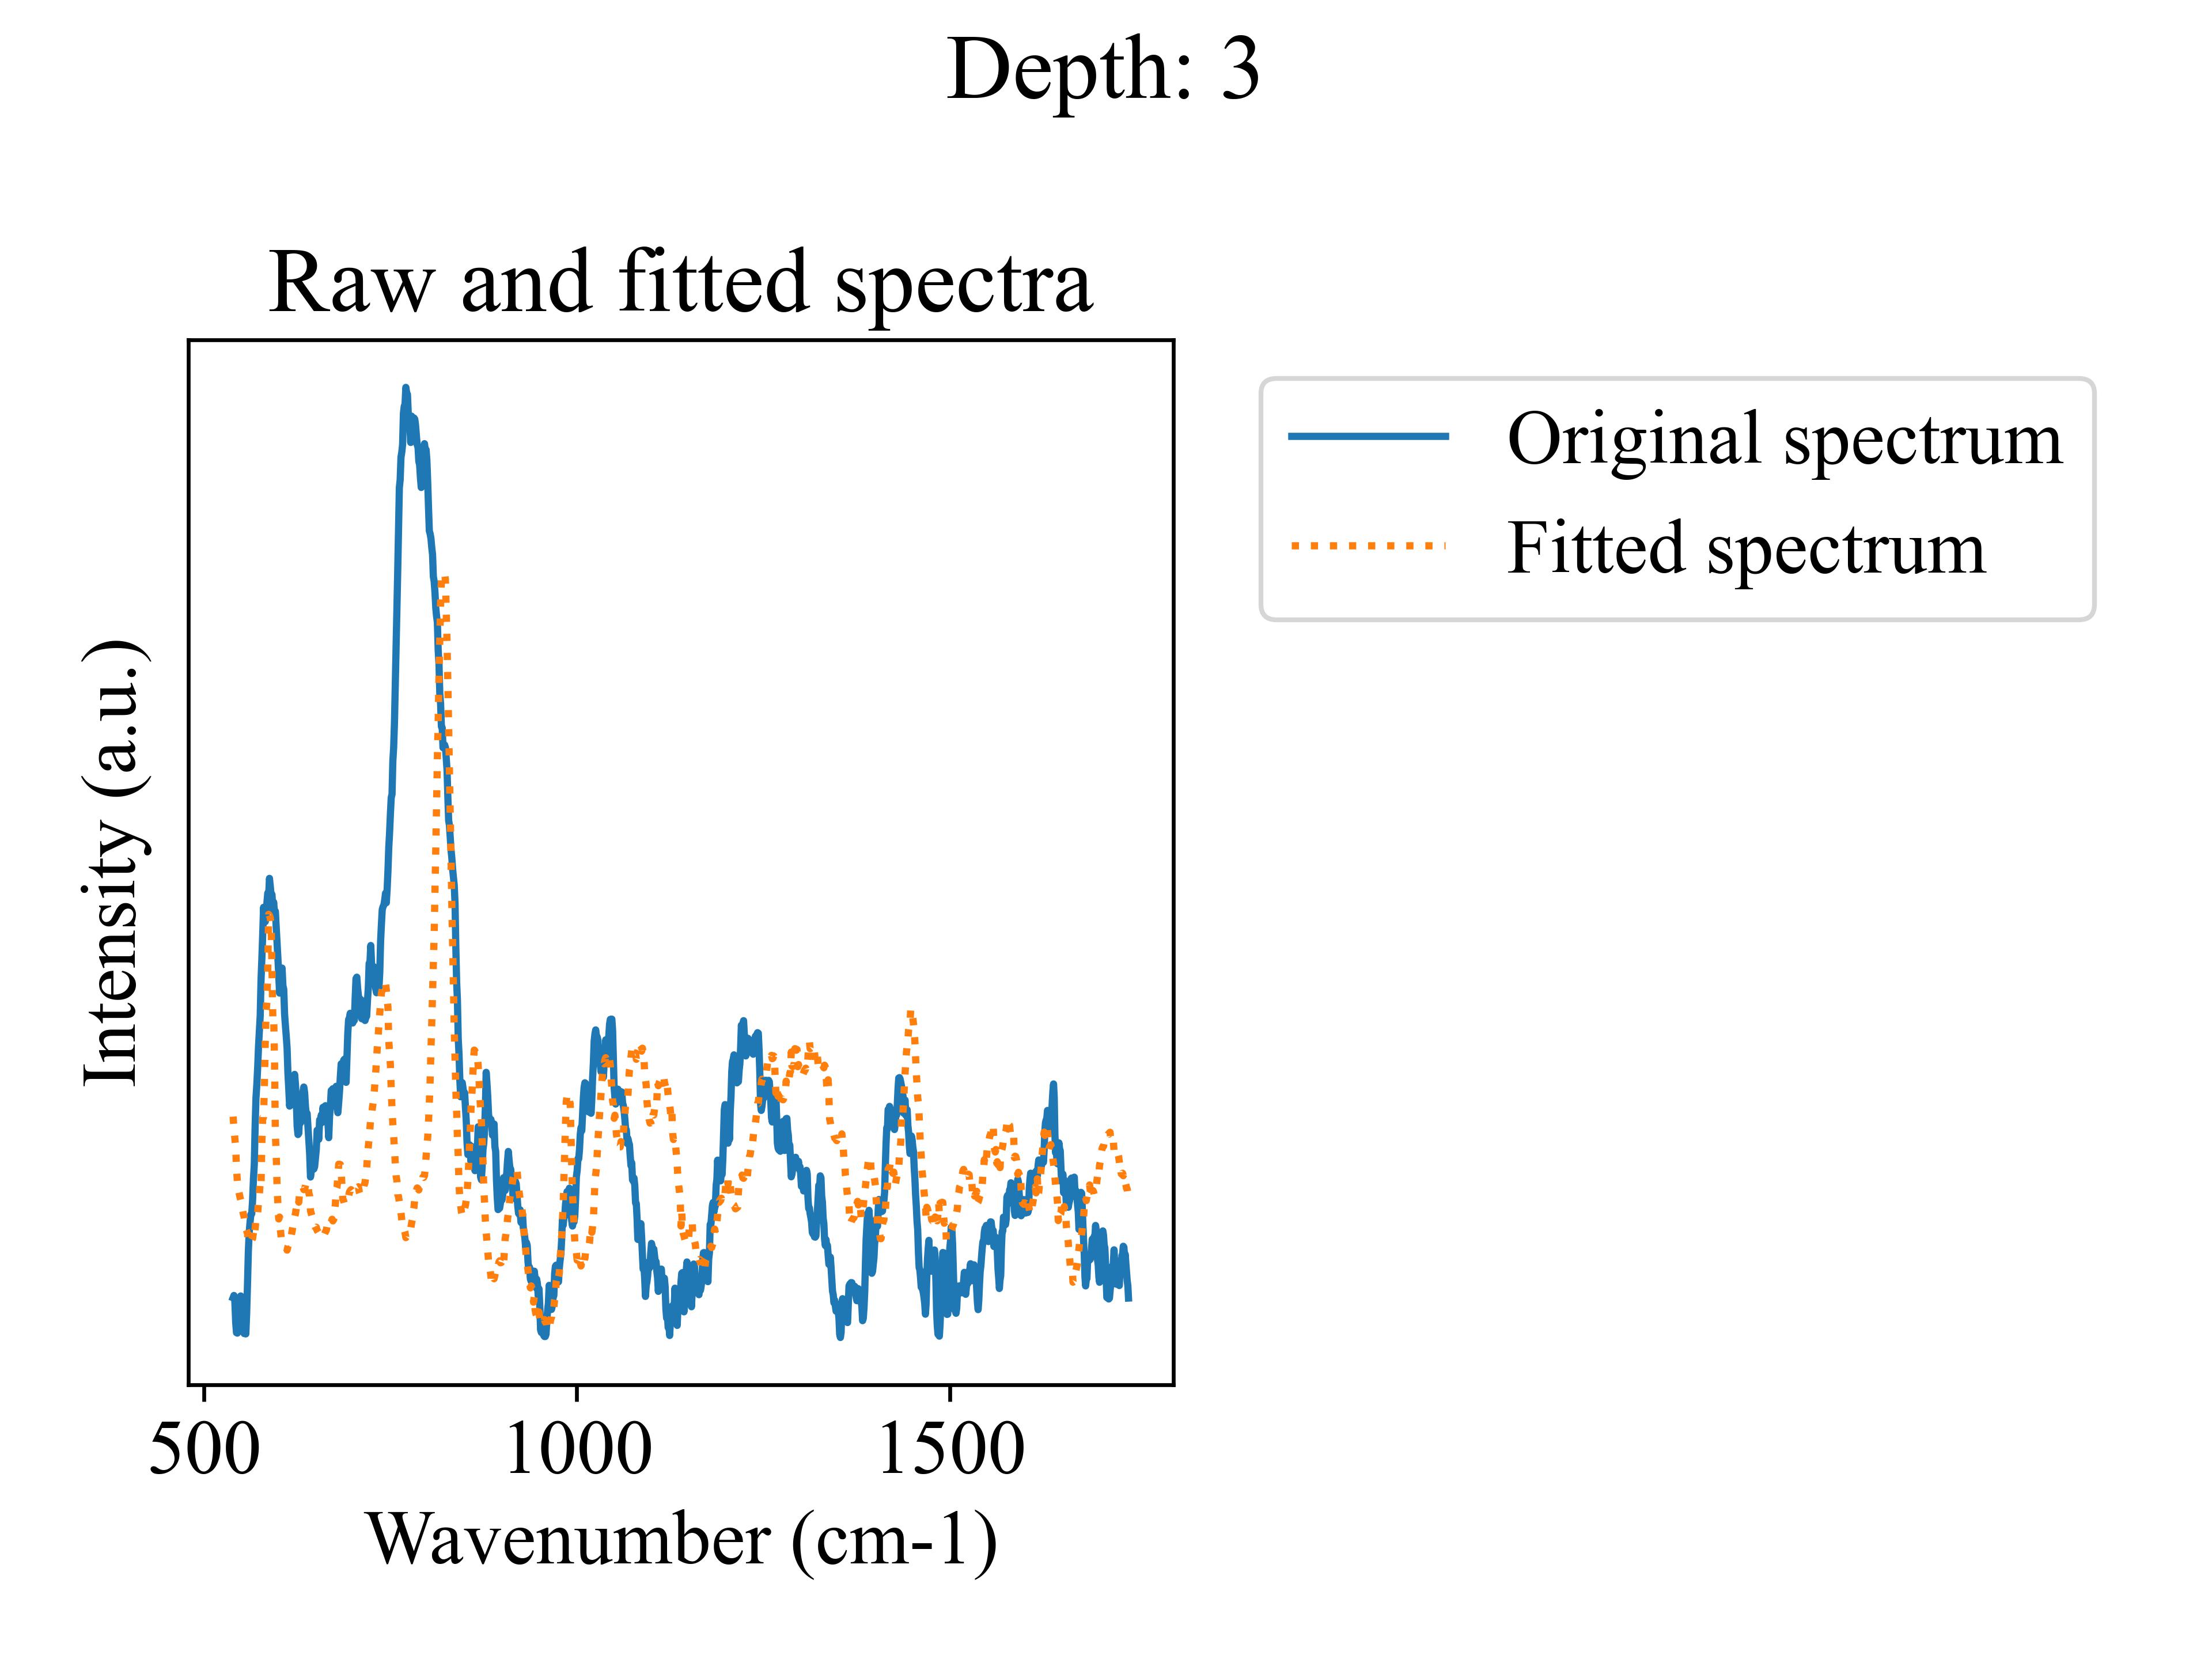 Depth: 3
Raw and fitted spectra
Original spectrum
Fitted spectrum
Intensity (a.u.)
500 1000 1500
Wavenumber (cm-1)